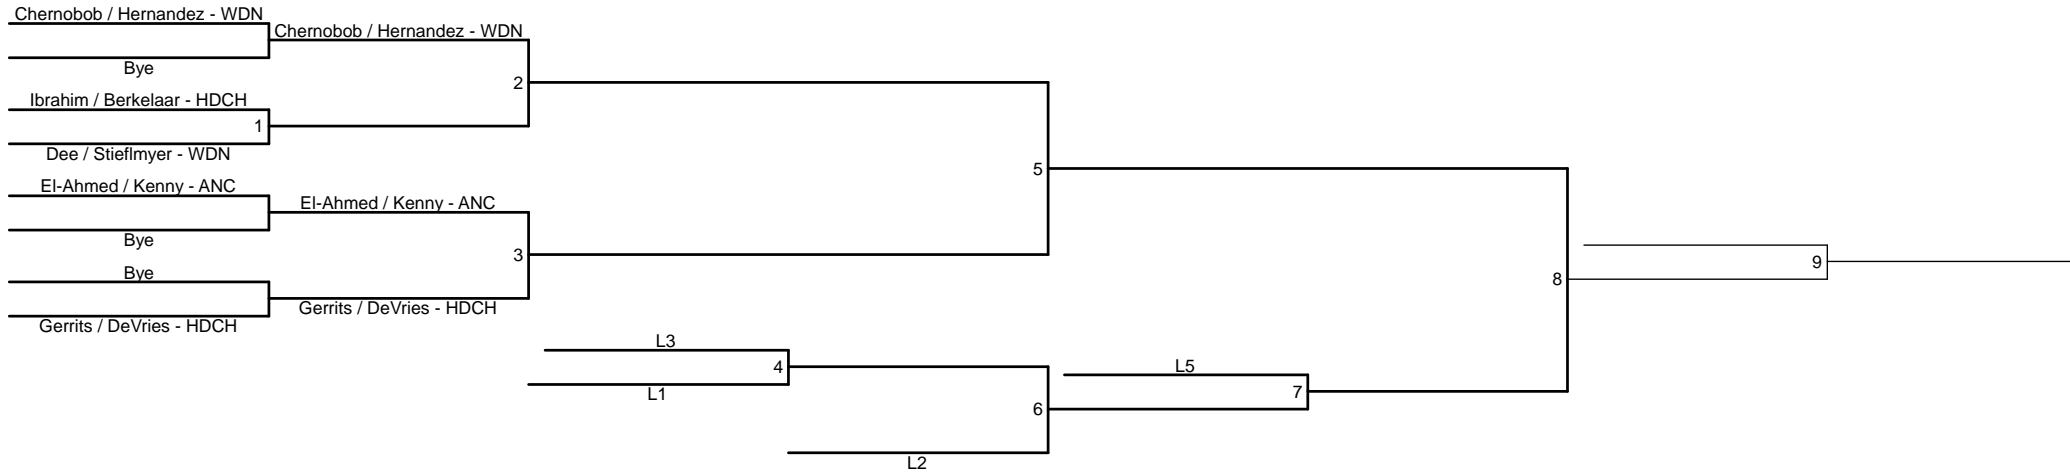 Chernobob / Hernandez - WDN
Chernobob / Hernandez - WDN
Bye
2
Ibrahim / Berkelaar - HDCH
1
Dee / Stieflmyer - WDN
5
El-Ahmed / Kenny - ANC
El-Ahmed / Kenny - ANC
Bye
3
9
Bye
8
Gerrits / DeVries - HDCH
Gerrits / DeVries - HDCH
L3
4
L5
L1
7
6
L2